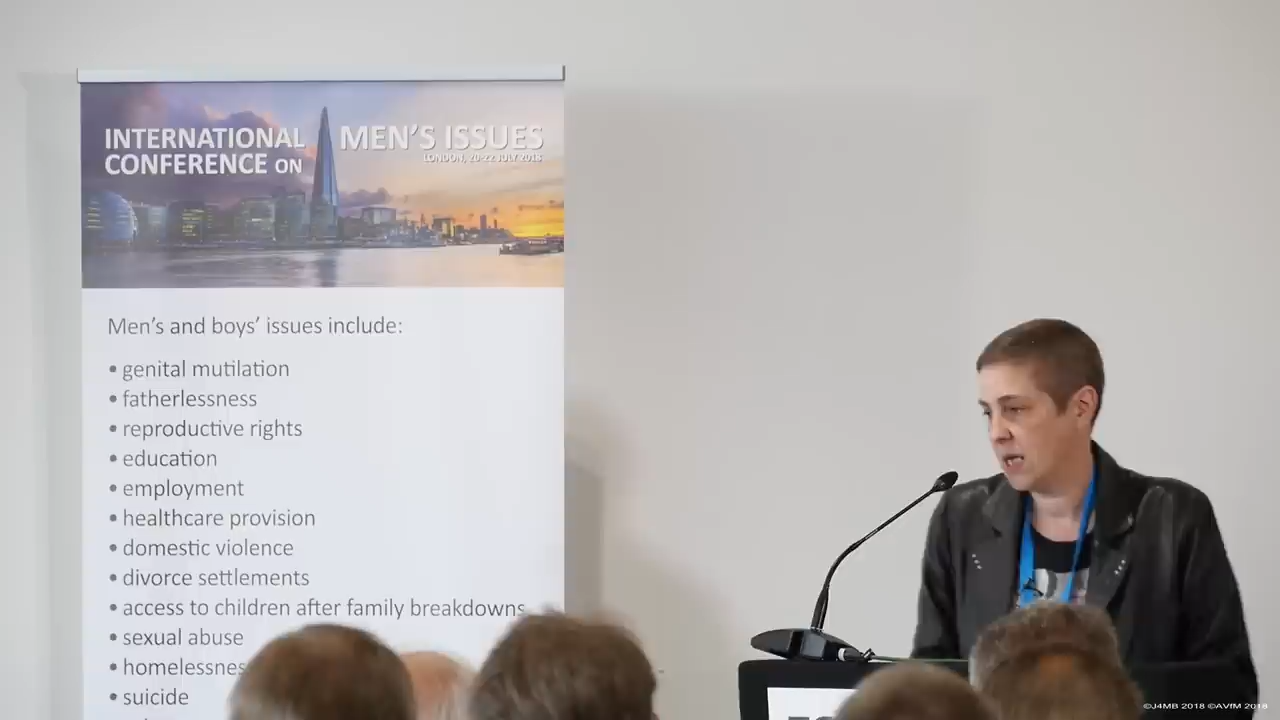 INTERNATIONAL
CONFERENCE ON
MEN'S ISSUES
LONDON, 20-22 JULY 2018
Men's and boys' issues include:
• genital mutilation
• fatherlessness
• reproductive rights
• education
• employment
• healthcare provision
• domestic violence
• divorce settlements
• access to children after family breakdowns
• sexual abuse
• homelessnes
• suicide
©J4MB 2018 ©AVfM 2018